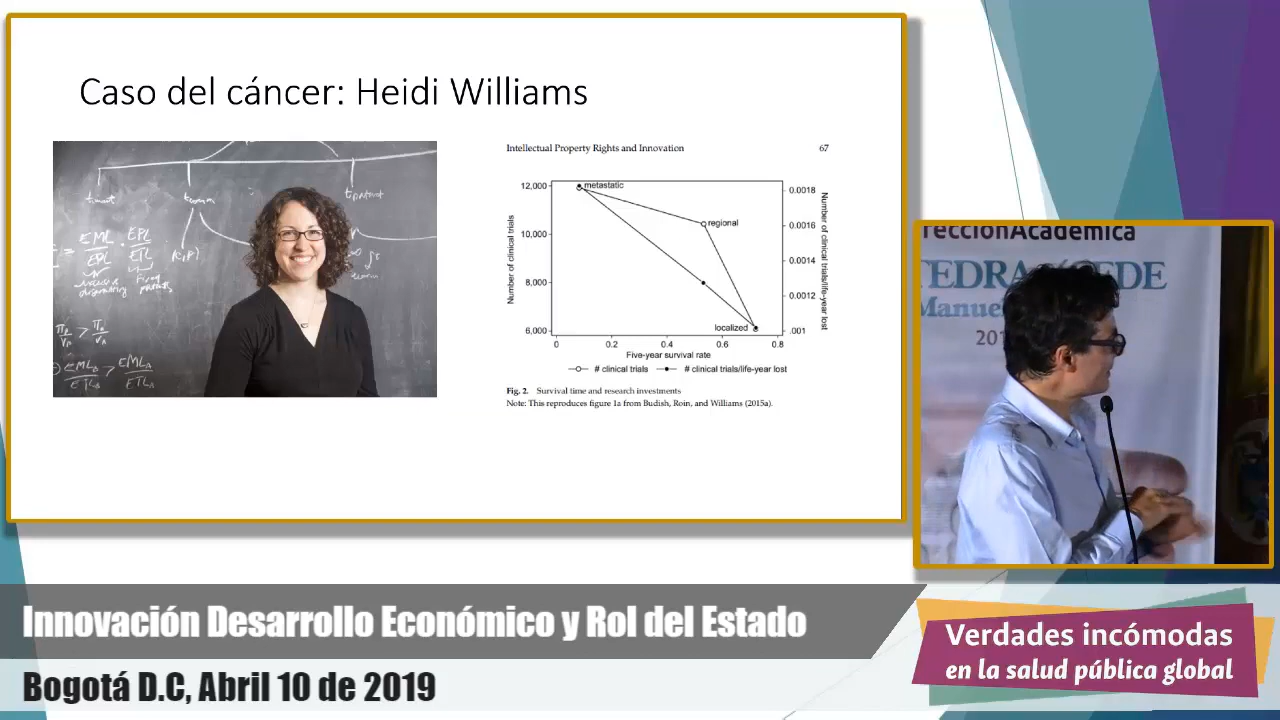 Caso del cáncer: Heidi Williams
Intellectual Property Rights and Innovation 67
12,000
10,000
8,000
6,000
0.0018
0.0016
0.0014
0.0012
.001
Number of clinical trials
Number of clinical trials/life-year lost
metastatic
regional
localized
0 0.2 0.4 0.6 0.8
Five-year survival rate
# clinical trials # clinical trials/life-year lost
Fig. 2. Survival time and research investments
Note: This reproduces figure 1a from Budish, Roin, and Williams (2015a).
Manue
201
Innovación Desarrollo Económico y Rol del Estado
Bogotá D.C, Abril 10 de 2019
Verdades incómodas
en la salud pública global